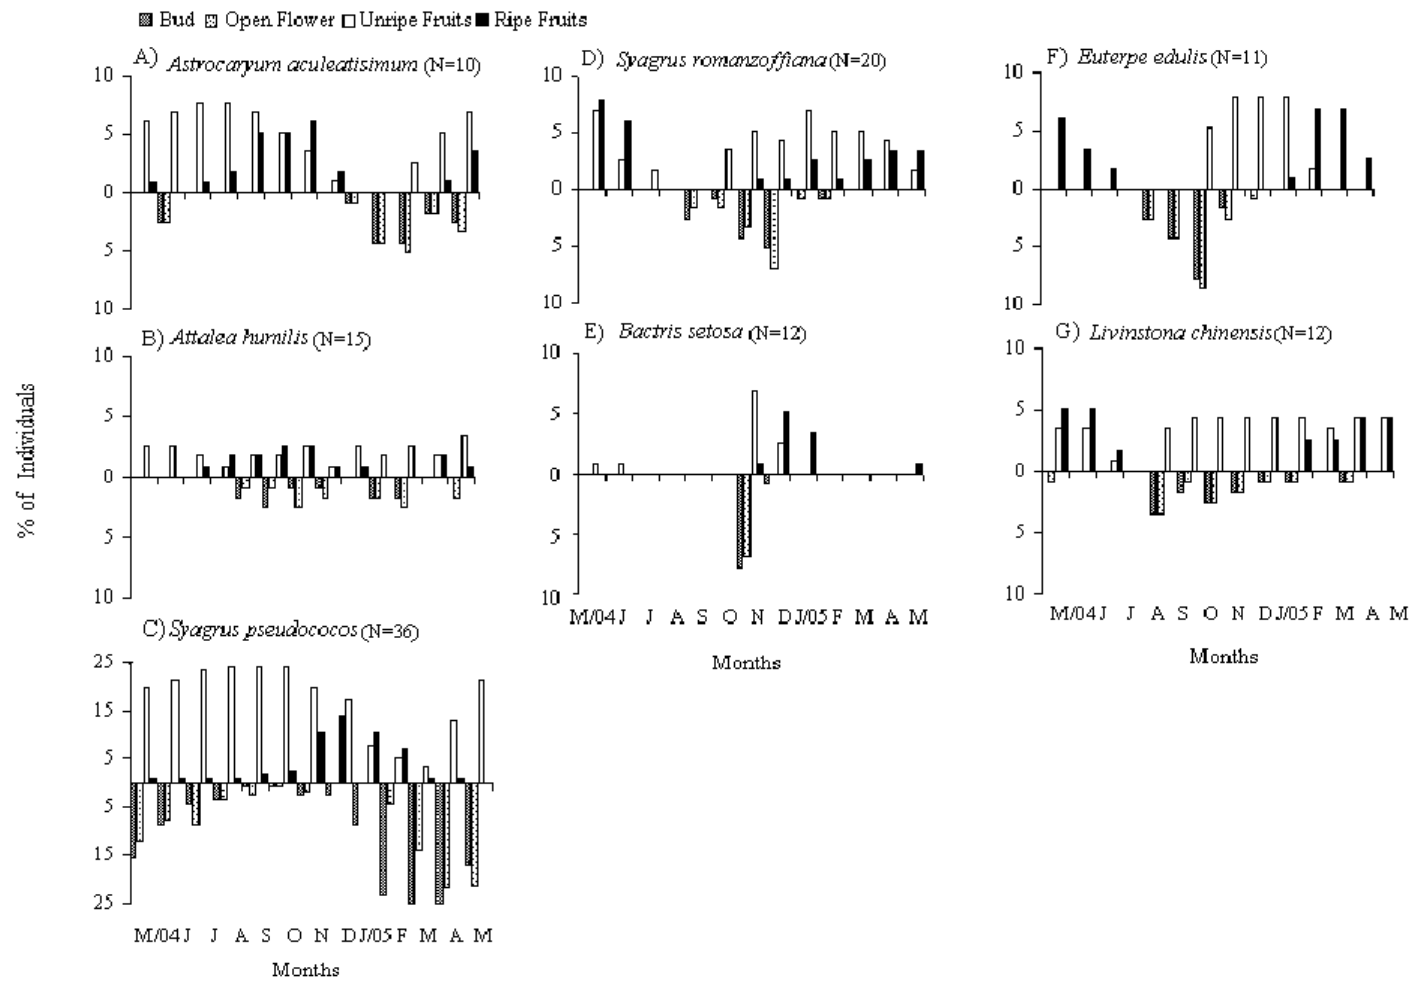 Bud Open Flower Unripe Fruits Ripe Fruits
A) Astrocaryum aculeatisimum (N=10)
10
5
0
5
10
B) Attalea humilis (N=15)
10
5
0
5
10
C) Syagrus pseudococos (N=36)
25
15
5
5
15
25
M/04 J J A S O N D J/05 F M A M
Months
D) Syagrus romanzoffiana (N=20)
10
5
0
5
10
E) Bactris setosa (N=12)
10
5
0
5
10
M/04 J J A S O N D J/05 F M A M
Months
F) Euterpe edulis (N=11)
10
5
0
5
10
G) Livinstona chinensis (N=12)
10
5
0
5
10
M/04 J J A S O N D J/05 F M A M
Months
% of Individuals